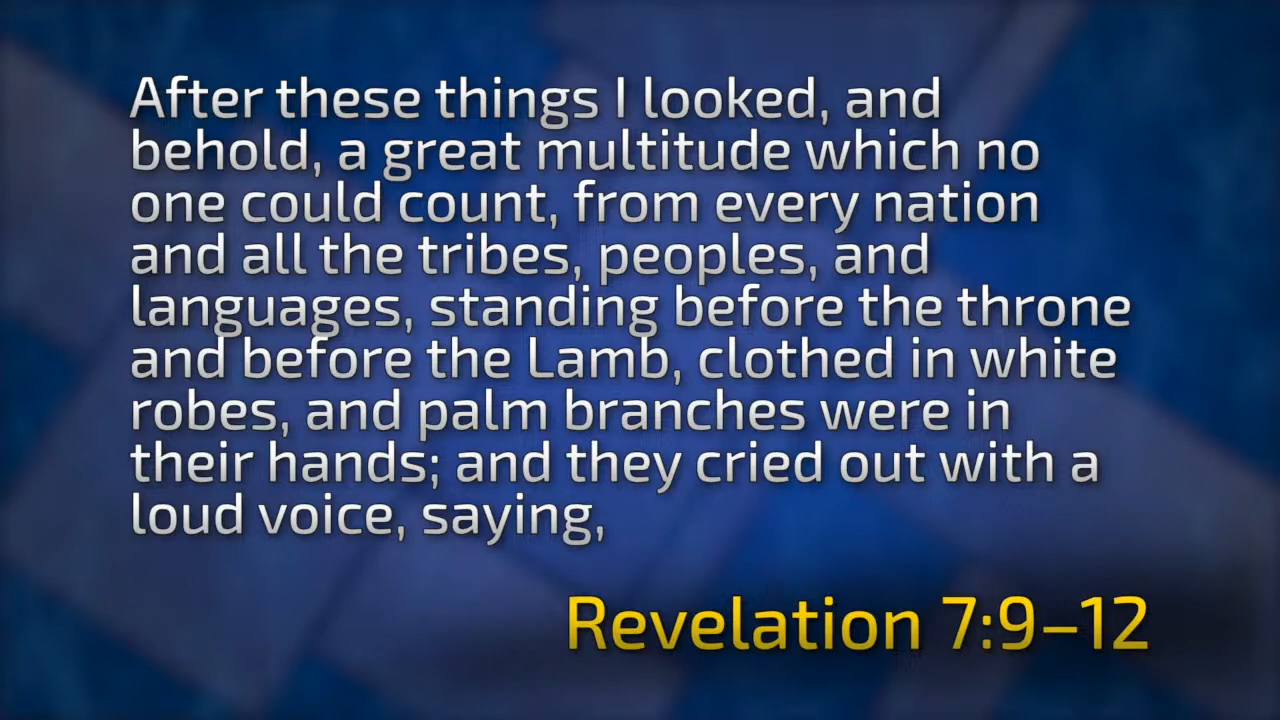 After these things I looked, and
behold, a great multitude which no
one could count, from every nation
and all the tribes, peoples, and
languages, standing before the throne
and before the Lamb, clothed in white
robes, and palm branches were in
their hands; and they cried out with a
loud voice, saying,
Revelation 7:9–12